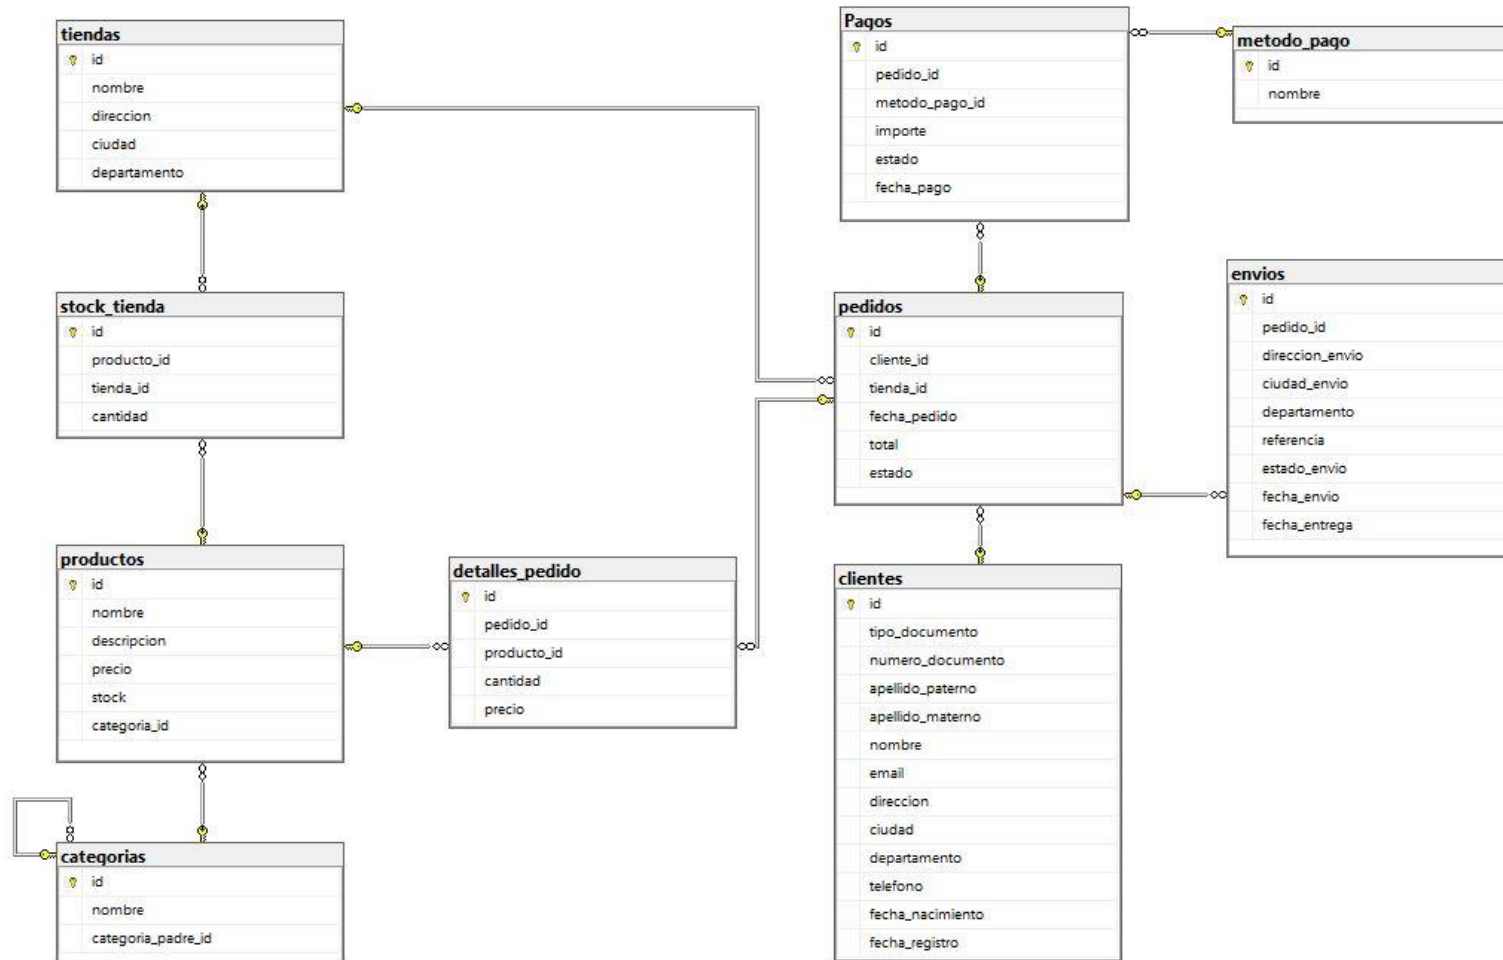 tiendas
id
nombre
direccion
ciudad
departamento
stock_tienda
id
producto_id
tienda_id
cantidad
productos
id
nombre
descripcion
precio
stock
categoria_id
categorias
id
nombre
categoria_padre_id
detalles_pedido
id
pedido_id
producto_id
cantidad
precio
Pagos
id
pedido_id
metodo_pago_id
importe
estado
fecha_pago
metodo_pago
id
nombre
pedidos
id
cliente_id
tienda_id
fecha_pedido
total
estado
envios
id
pedido_id
direccion_envio
ciudad_envio
departamento
referencia
estado_envio
fecha_envio
fecha_entrega
clientes
id
tipo_documento
numero_documento
apellido_paterno
apellido_materno
nombre
email
direccion
ciudad
departamento
telefono
fecha_nacimiento
fecha_registro